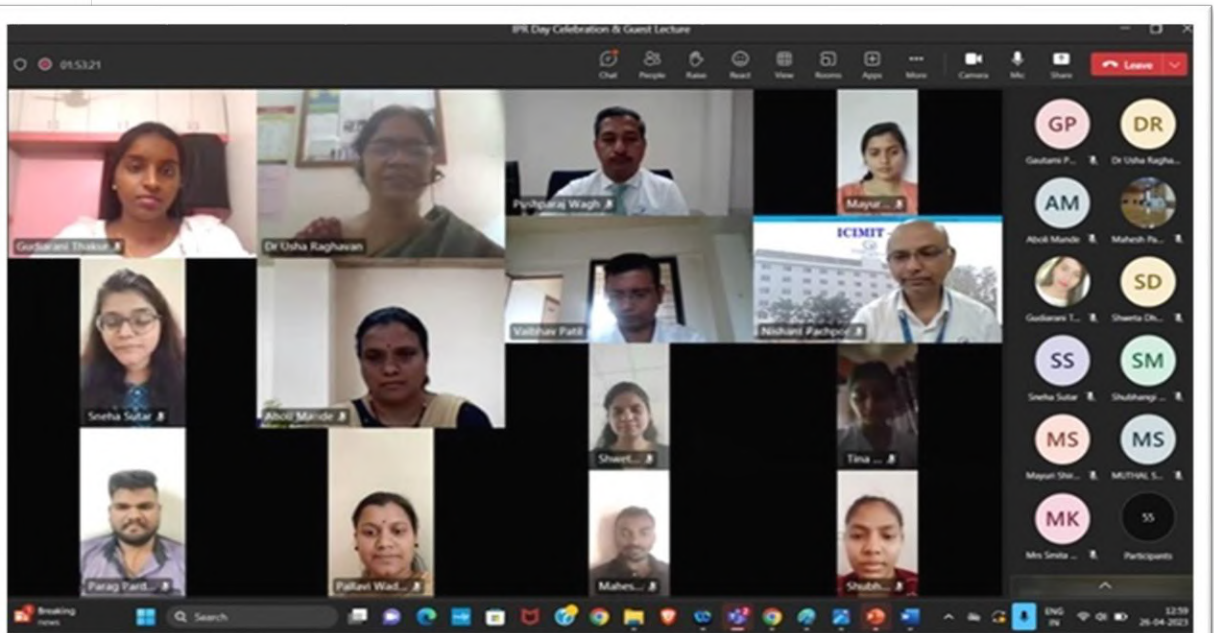 IPR Day Celebration & Guest Lecture
01:53:21
Chat People Raise React View Rooms Apps More Camera Mic Share Leave
Gudiarani Thakur
Dr Usha Raghavan
Pushparaj Wagh
Mayur...
GP
DR
Gautami P...
Dr Usha Ragha...
ICIMIT
AM
Aboli Mande
Mahesh Pa...
Vaibhav Patil
Nishant Pachpor
SD
Gudiarani T...
Shweta Dh...
Sneha Sutar
Aboli Mande
SS
SM
Sneha Sutar
Shubhangi ...
Shwet...
Tina ...
MS
MS
Mayuri Shir...
MUTHAL S...
MK
55
Mrs Smita ...
Participants
Parag Pard...
Pallavi Wad...
Mahes...
Shubh...
Breaking
news
Search
ENG
IN
12:59
26-04-2023